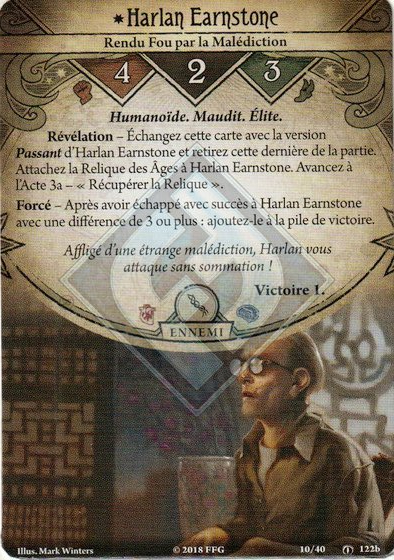 Harlan Earnstone
Rendu Fou par la Malédiction
4 2 3
Humanoïde. Maudit. Élite.
Révélation – Échangez cette carte avec la version
Passant d'Harlan Earnstone et retirez cette dernière de la partie.
Attachez la Relique des Âges à Harlan Earnstone. Avancez à
l'Acte 3a – « Récupérer la Relique ».
Forcé – Après avoir échappé avec succès à Harlan Earnstone
avec une différence de 3 ou plus : ajoutez-le à la pile de victoire.
Affligé d'une étrange malédiction, Harlan vous
attaque sans sommation !
Victoire 1.
ENNEMI
Illus. Mark Winters © 2018 FFG 10/40 122b